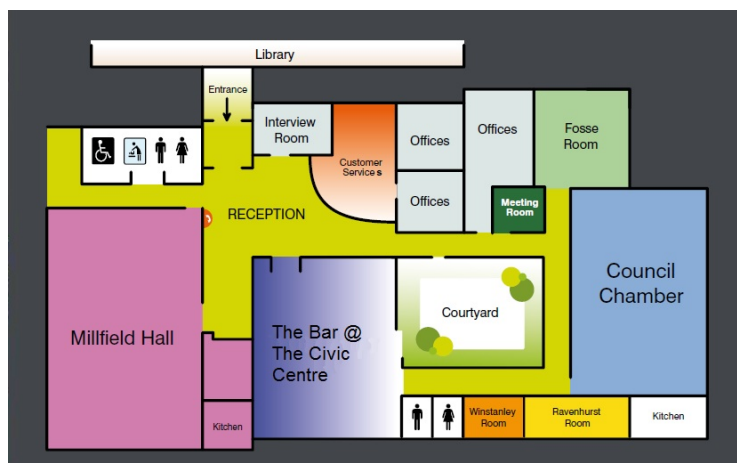 Library
Entrance
Interview
Room
Customer
Services
Offices
Offices
Fosse
Room
Offices
Meeting
Room
RECEPTION
Council
Chamber
Millfield Hall
The Bar @
The Civic
Centre
Courtyard
Kitchen
Winstanley
Room
Ravenhurst
Room
Kitchen